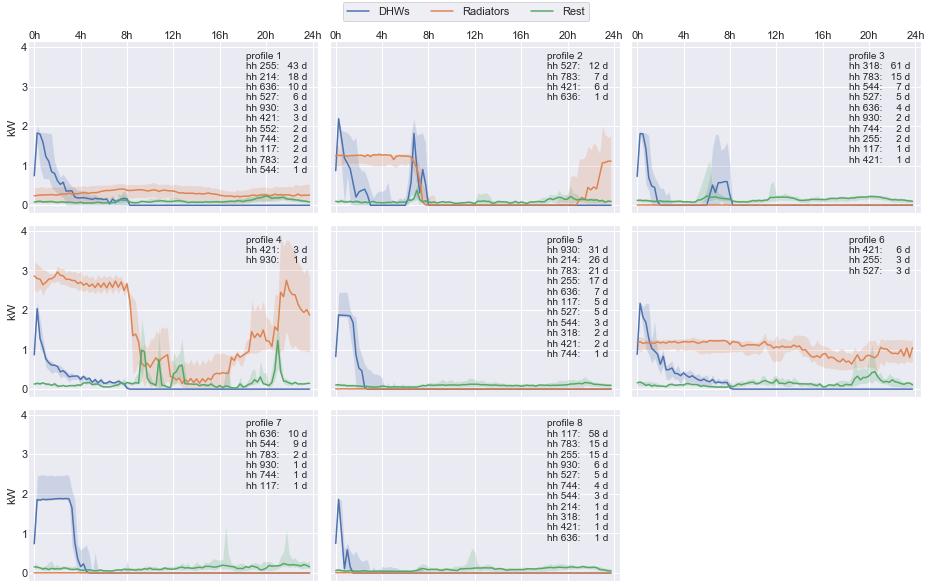 DHWs Radiators Rest
0h 4h 8h 12h 16h 20h 24h 0h 4h 8h 12h 16h 20h 24h 0h 4h 8h 12h 16h 20h 24h
4
3
2
1
0
kW
profile 1
hh 255: 43 d
hh 214: 18 d
hh 636: 10 d
hh 527: 6 d
hh 930: 3 d
hh 421: 3 d
hh 552: 2 d
hh 744: 2 d
hh 117: 2 d
hh 783: 2 d
hh 544: 1 d
profile 2
hh 527: 12 d
hh 783: 7 d
hh 421: 6 d
hh 636: 1 d
profile 3
hh 318: 61 d
hh 783: 15 d
hh 544: 7 d
hh 527: 5 d
hh 636: 4 d
hh 930: 2 d
hh 744: 2 d
hh 255: 2 d
hh 117: 1 d
hh 421: 1 d
4
3
2
1
0
kW
profile 4
hh 421: 3 d
hh 930: 1 d
profile 5
hh 930: 31 d
hh 214: 26 d
hh 783: 21 d
hh 255: 17 d
hh 636: 7 d
hh 117: 5 d
hh 527: 5 d
hh 544: 3 d
hh 318: 2 d
hh 421: 2 d
hh 744: 1 d
profile 6
hh 421: 6 d
hh 255: 3 d
hh 527: 3 d
4
3
2
1
0
kW
profile 7
hh 636: 10 d
hh 544: 9 d
hh 783: 2 d
hh 930: 1 d
hh 744: 1 d
hh 117: 1 d
profile 8
hh 117: 58 d
hh 783: 15 d
hh 255: 15 d
hh 930: 6 d
hh 527: 5 d
hh 744: 4 d
hh 544: 3 d
hh 214: 1 d
hh 318: 1 d
hh 421: 1 d
hh 636: 1 d